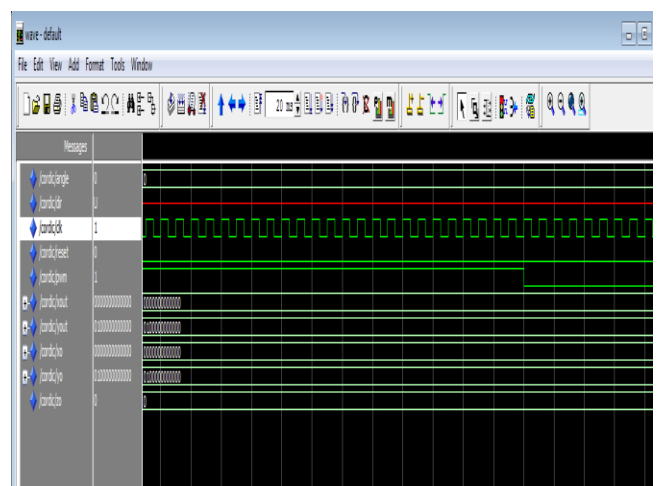 wave - default
File Edit View Add Format Tools Window
20 ns
Messages
/cordic/angle 0 0
/cordic/dir U
/cordic/clk 1
/cordic/reset 0
/cordic/pwm 1
/cordic/xout 000000000000 000000000000
/cordic/yout 010000000000 010000000000
/cordic/xo 000000000000 000000000000
/cordic/yo 010000000000 010000000000
/cordic/zo 0 0